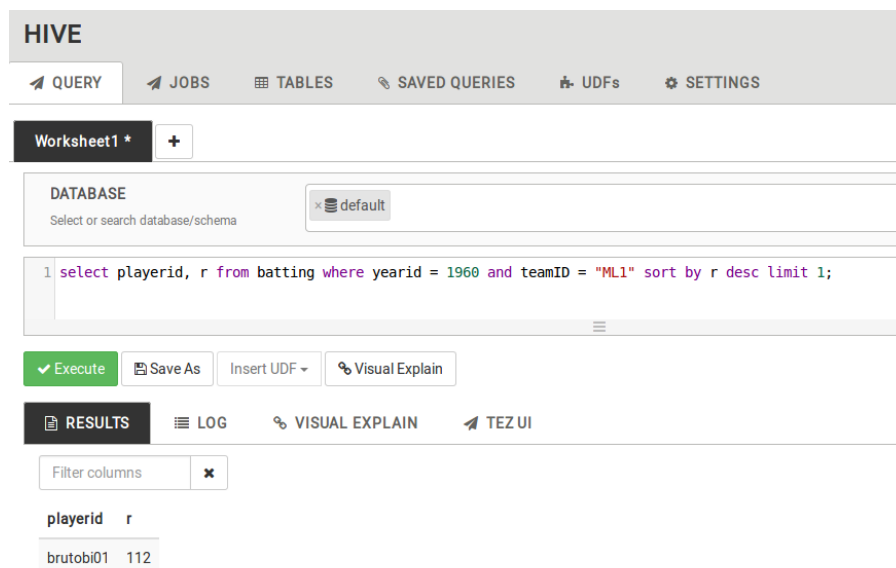 HIVE
QUERY JOBS TABLES SAVED QUERIES UDFs SETTINGS
Worksheet1 * +
DATABASE
Select or search database/schema
× default
1 select playerid, r from batting where yearid = 1960 and teamID = "ML1" sort by r desc limit 1;
Execute Save As Insert UDF Visual Explain
RESULTS LOG VISUAL EXPLAIN TEZ UI
Filter columns
playerid r
brutobi01 112